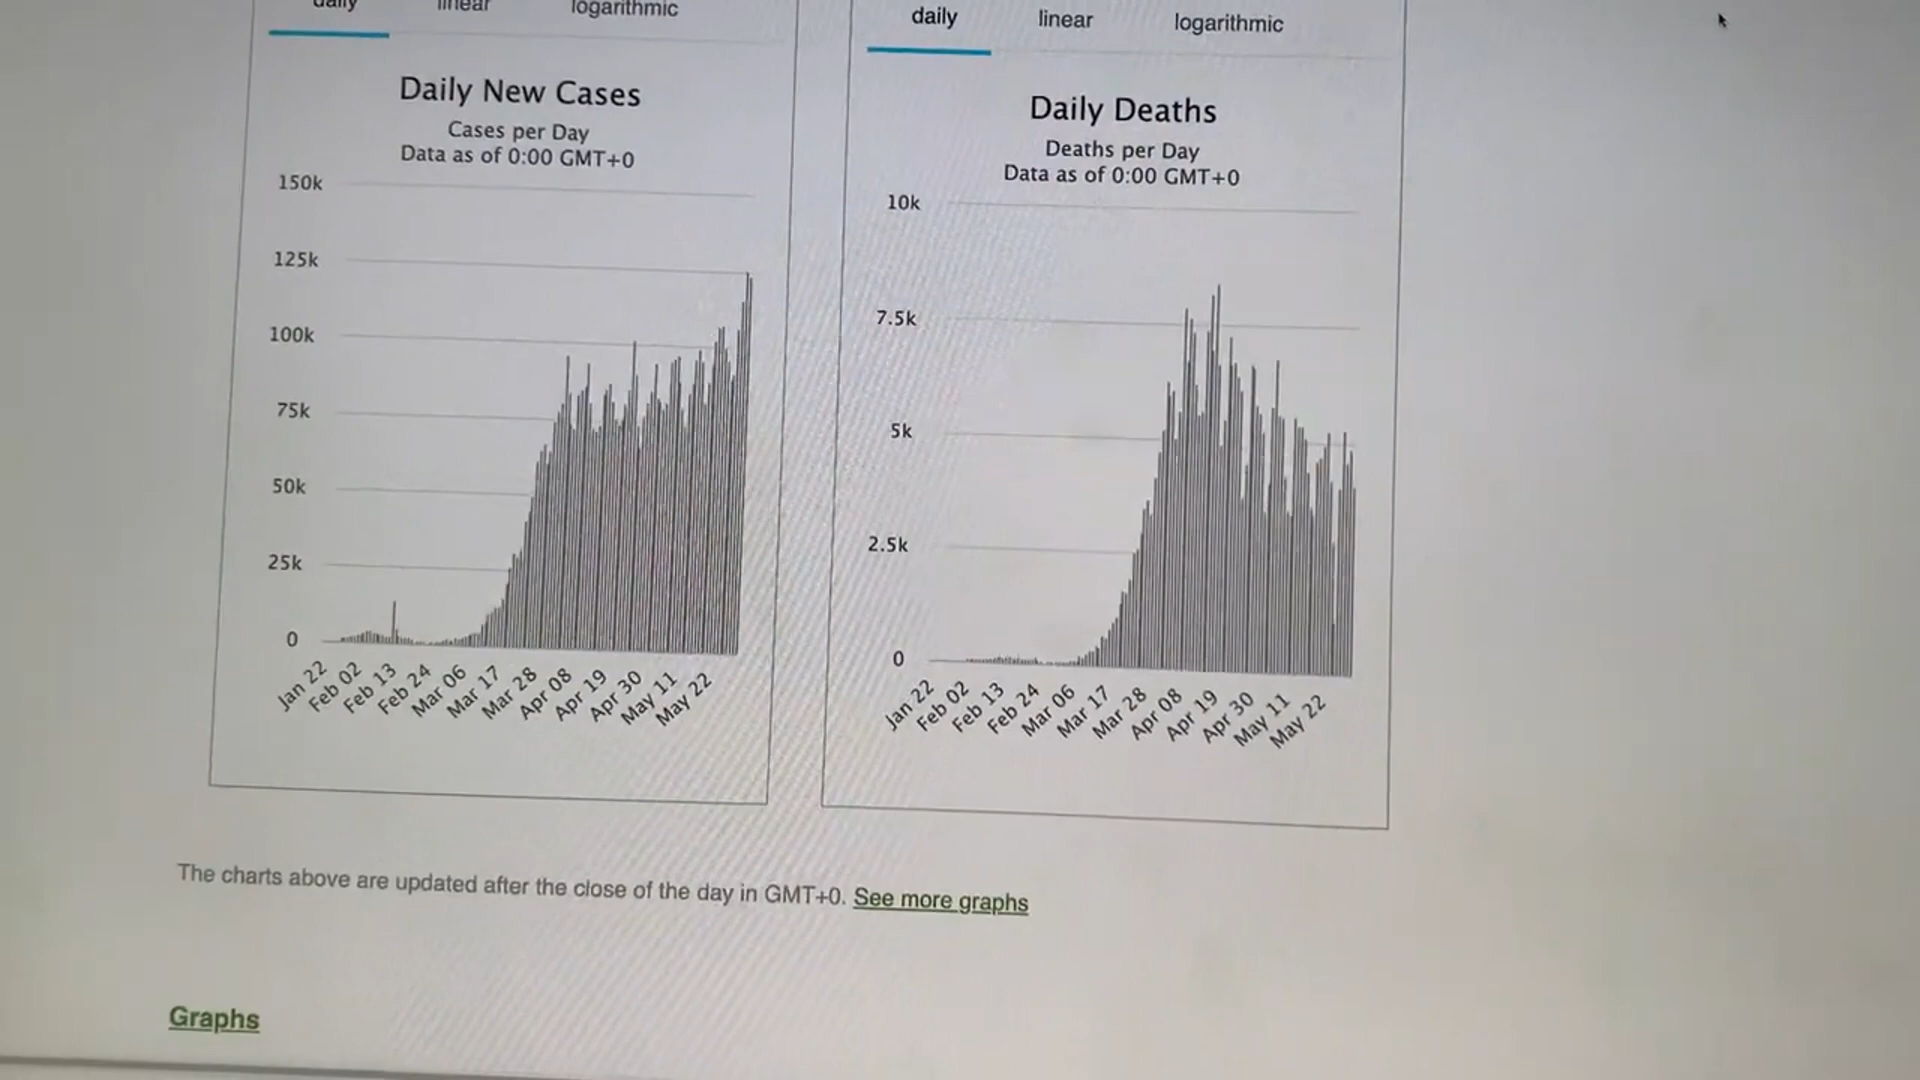 daily linear logarithmic
Daily New Cases
Cases per Day
Data as of 0:00 GMT+0
150k
125k
100k
75k
50k
25k
0
Jan 22
Feb 02
Feb 13
Feb 24
Mar 06
Mar 17
Mar 28
Apr 08
Apr 19
Apr 30
May 11
May 22
daily linear logarithmic
Daily Deaths
Deaths per Day
Data as of 0:00 GMT+0
10k
7.5k
5k
2.5k
0
Jan 22
Feb 02
Feb 13
Feb 24
Mar 06
Mar 17
Mar 28
Apr 08
Apr 19
Apr 30
May 11
May 22
The charts above are updated after the close of the day in GMT+0. See more graphs
Graphs